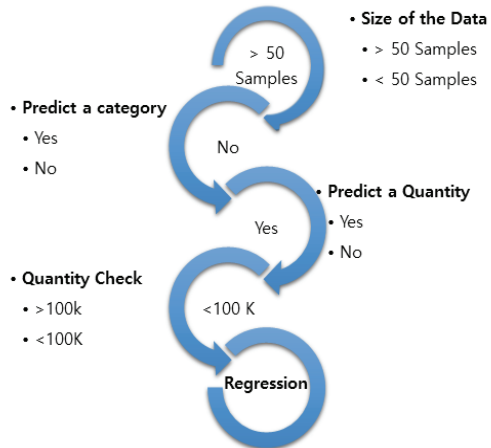 > 50
Samples
• Size of the Data
• > 50 Samples
• < 50 Samples
• Predict a category
• Yes
• No
No
• Predict a Quantity
• Yes
• No
Yes
• Quantity Check
• >100k
• <100K
<100 K
Regression